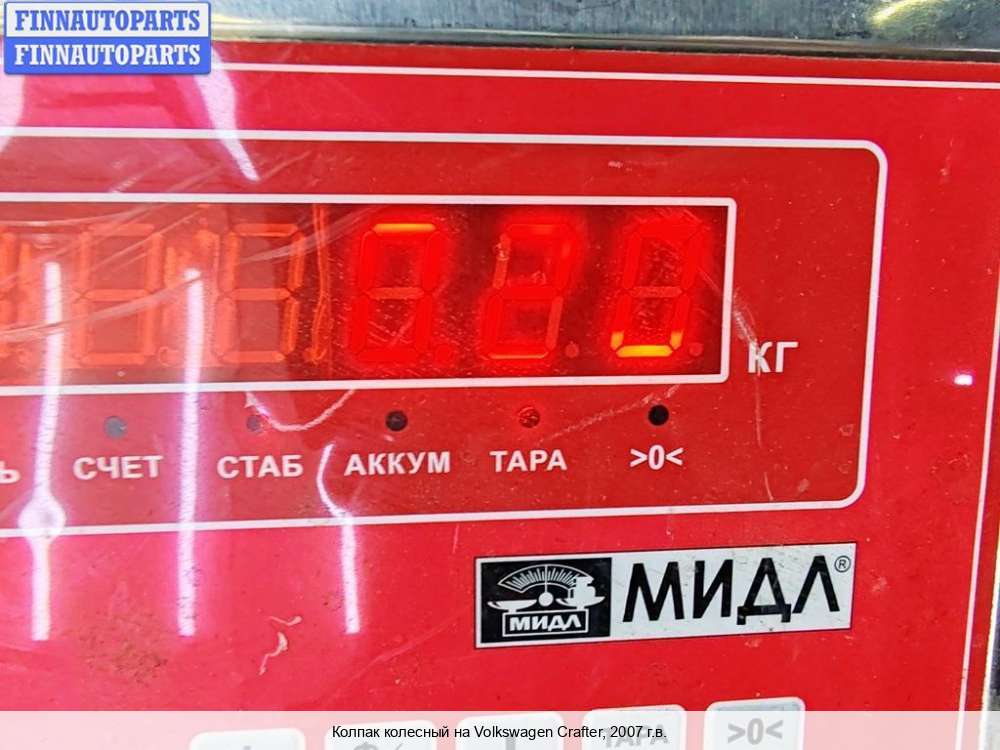 FINNAUTOPARTS
FINNAUTOPARTS
0.20
КГ
Ь СЧЕТ СТАБ АККУМ ТАРА >0<
МИДЛ МИДЛ®
ТАРА >0<
Колпак колесный на Volkswagen Crafter, 2007 г.в.